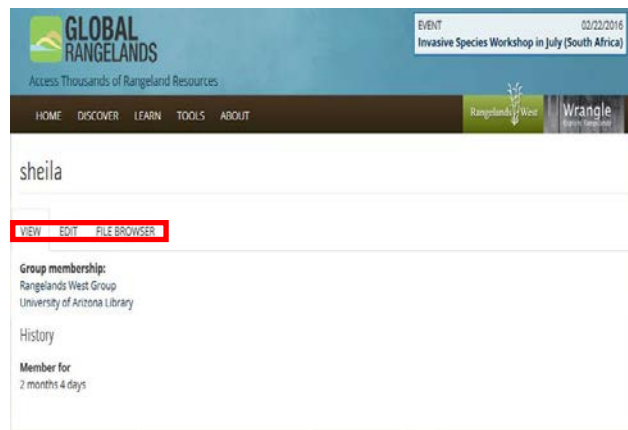 GLOBAL
RANGELANDS
Access Thousands of Rangeland Resources
EVENT 02/22/2016
Invasive Species Workshop in July (South Africa)
HOME DISCOVER LEARN TOOLS ABOUT
Rangelands West
Wrangle
sheila
VIEW EDIT FILE BROWSER
Group membership:
Rangelands West Group
University of Arizona Library
History
Member for
2 months 4 days